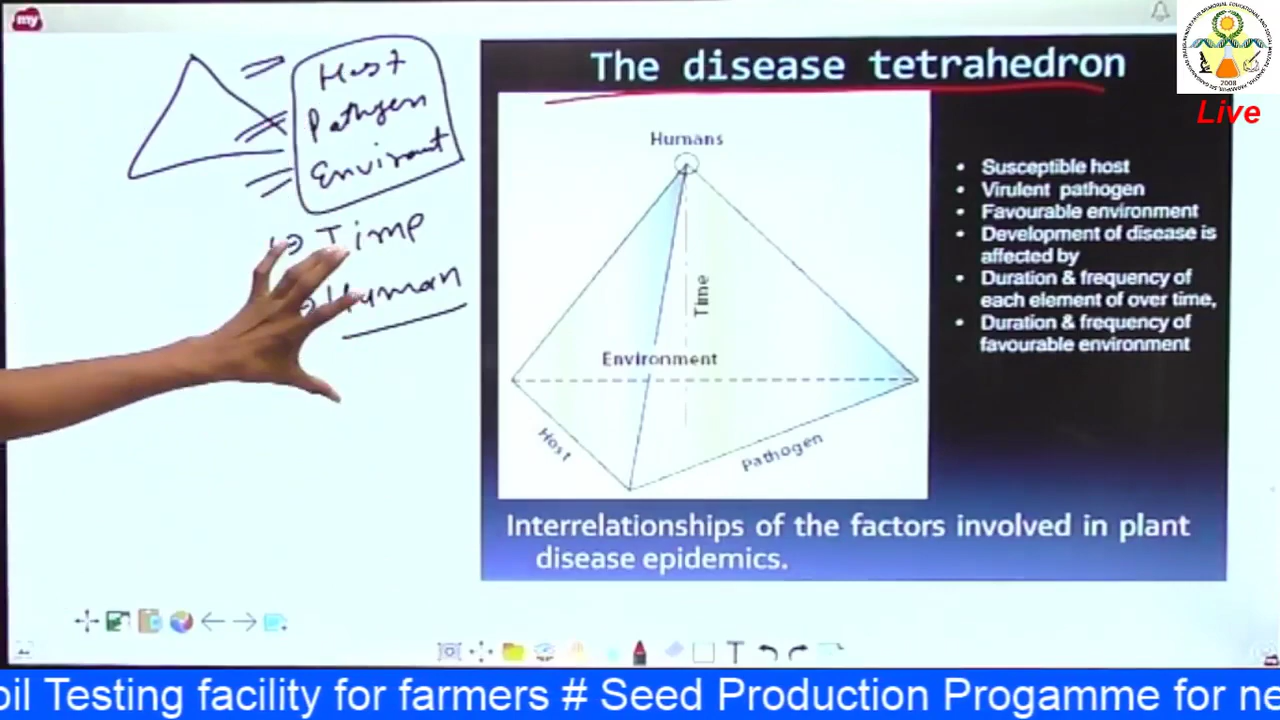 my
Host
Pathogen
Environt
Time
Human
The disease tetrahedron
Humans
Time
Environment
Host
Pathogen
• Susceptible host
• Virulent pathogen
• Favourable environment
• Development of disease is
affected by
• Duration & frequency of
each element of over time,
• Duration & frequency of
favourable environment
Interrelationships of the factors involved in plant
disease epidemics.
2008
Live
T
oil Testing facility for farmers # Seed Production Progamme for ne